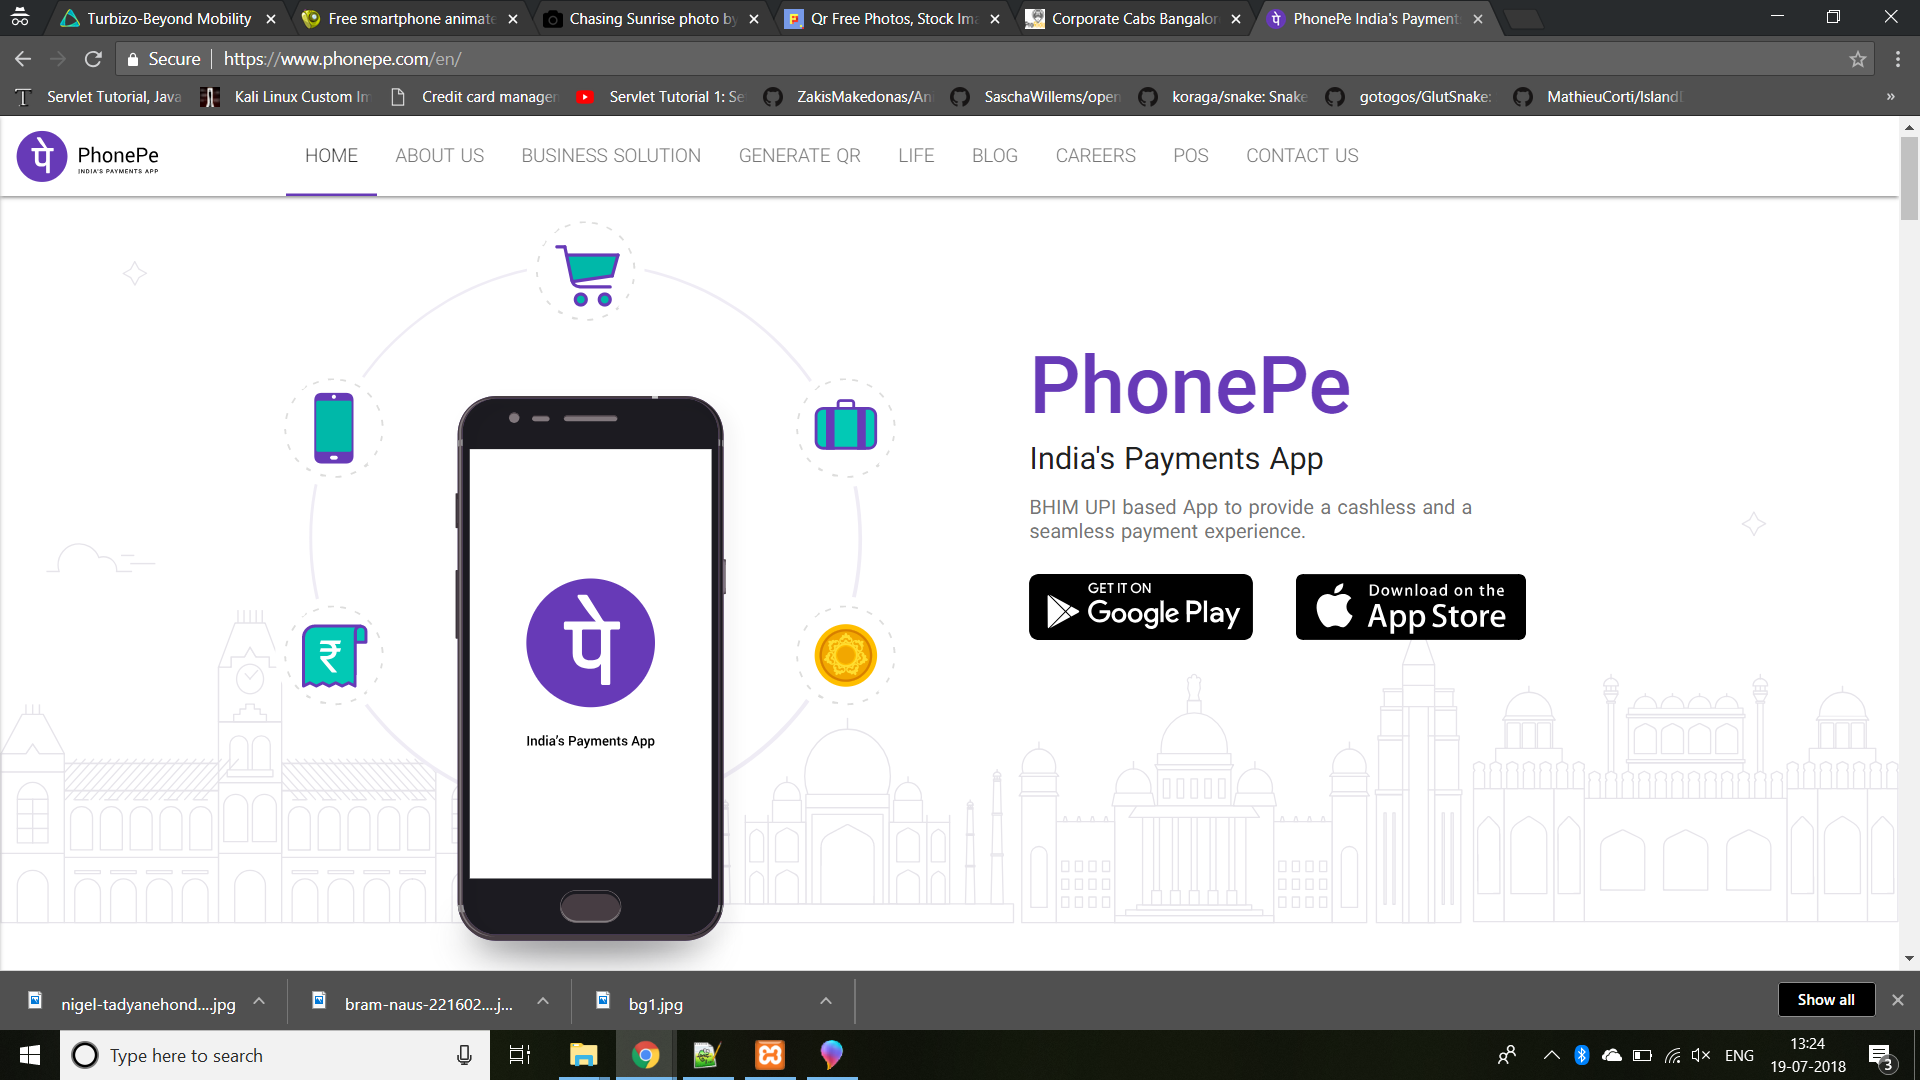 Turbizo-Beyond Mobility
Free smartphone animate
Chasing Sunrise photo by
Qr Free Photos, Stock Ima
Corporate Cabs Bangalor
PhonePe India's Payment
Secure
https://www.phonepe.com/en/
Servlet Tutorial, Java
Kali Linux Custom Im
Credit card manager
Servlet Tutorial 1: Se
ZakisMakedonas/An
SaschaWillems/open
koraga/snake: Snake
gotogos/GlutSnake:
MathieuCorti/Island
»
पे
PhonePe
INDIA'S PAYMENTS APP
HOME
ABOUT US
BUSINESS SOLUTION
GENERATE QR
LIFE
BLOG
CAREERS
POS
CONTACT US
PhonePe
India's Payments App
BHIM UPI based App to provide a cashless and a
seamless payment experience.
GET IT ON
Google Play
Download on the
App Store
₹
पे
India's Payments App
nigel-tadyanehond....jpg
bram-naus-221602....j...
bg1.jpg
Show all
Type here to search
ENG
13:24
19-07-2018
3